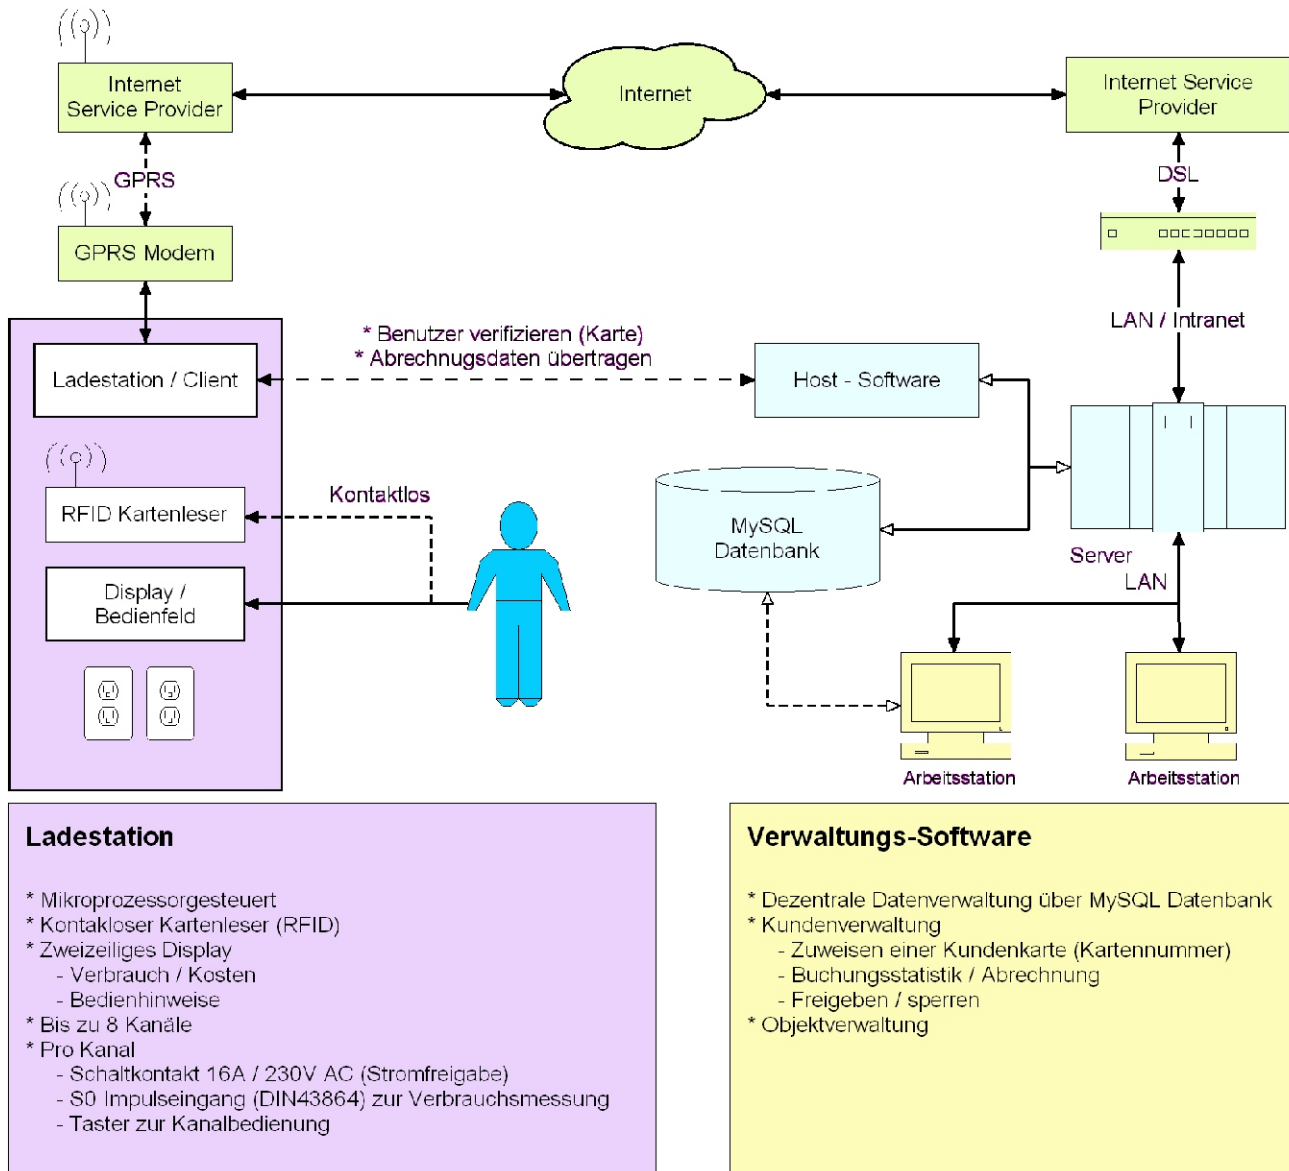 Internet
Service Provider
Internet
Internet Service
Provider
GPRS
DSL
GPRS Modem
LAN / Intranet
* Benutzer verifizieren (Karte)
* Abrechnugsdaten übertragen
Ladestation / Client
Host - Software
RFID Kartenleser
Kontaktlos
MySQL
Datenbank
Server
LAN
Display /
Bedienfeld
Arbeitsstation
Arbeitsstation
Ladestation
* Mikroprozessorgesteuert
* Kontakloser Kartenleser (RFID)
* Zweizeiliges Display
- Verbrauch / Kosten
- Bedienhinweise
* Bis zu 8 Kanäle
* Pro Kanal
- Schaltkontakt 16A / 230V AC (Stromfreigabe)
- S0 Impulseingang (DIN43864) zur Verbrauchsmessung
- Taster zur Kanalbedienung
Verwaltungs-Software
* Dezentrale Datenverwaltung über MySQL Datenbank
* Kundenverwaltung
- Zuweisen einer Kundenkarte (Kartennummer)
- Buchungsstatistik / Abrechnung
- Freigeben / sperren
* Objektverwaltung